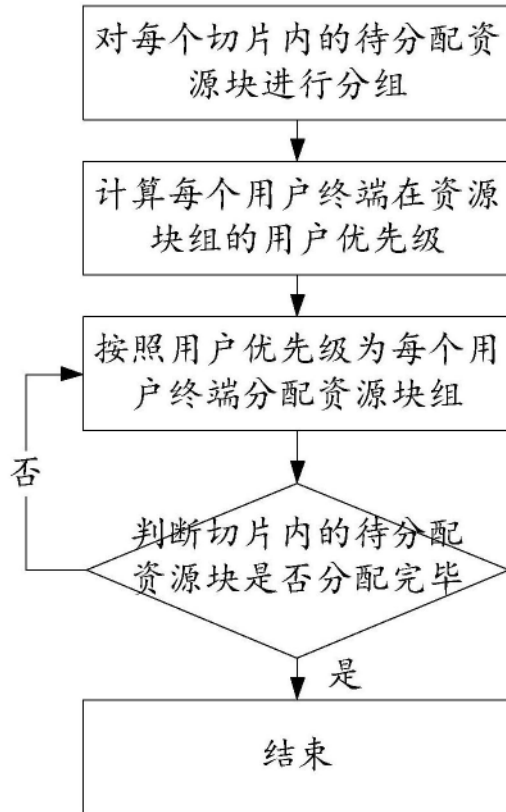 对每个切片内的待分配资
源块进行分组
计算每个用户终端在资源
块组的用户优先级
按照用户优先级为每个用
户终端分配资源块组
否
判断切片内的待分配
资源块是否分配完毕
是
结束